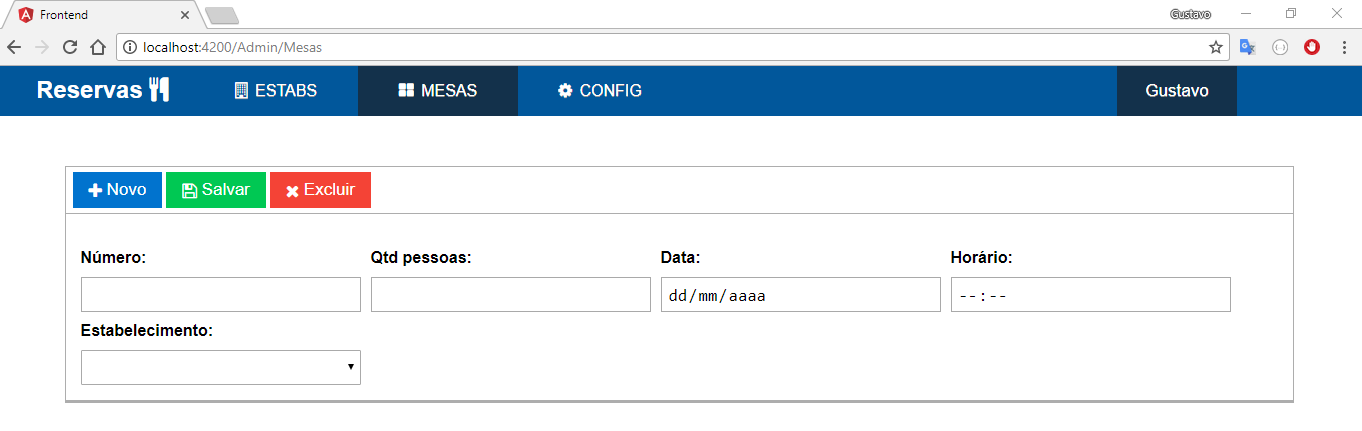 Frontend
Gustavo
localhost:4200/Admin/Mesas
Reservas ESTABS MESAS CONFIG Gustavo
Novo Salvar Excluir
Número: Qtd pessoas: Data: Horário:
dd/mm/aaaa --:--
Estabelecimento: